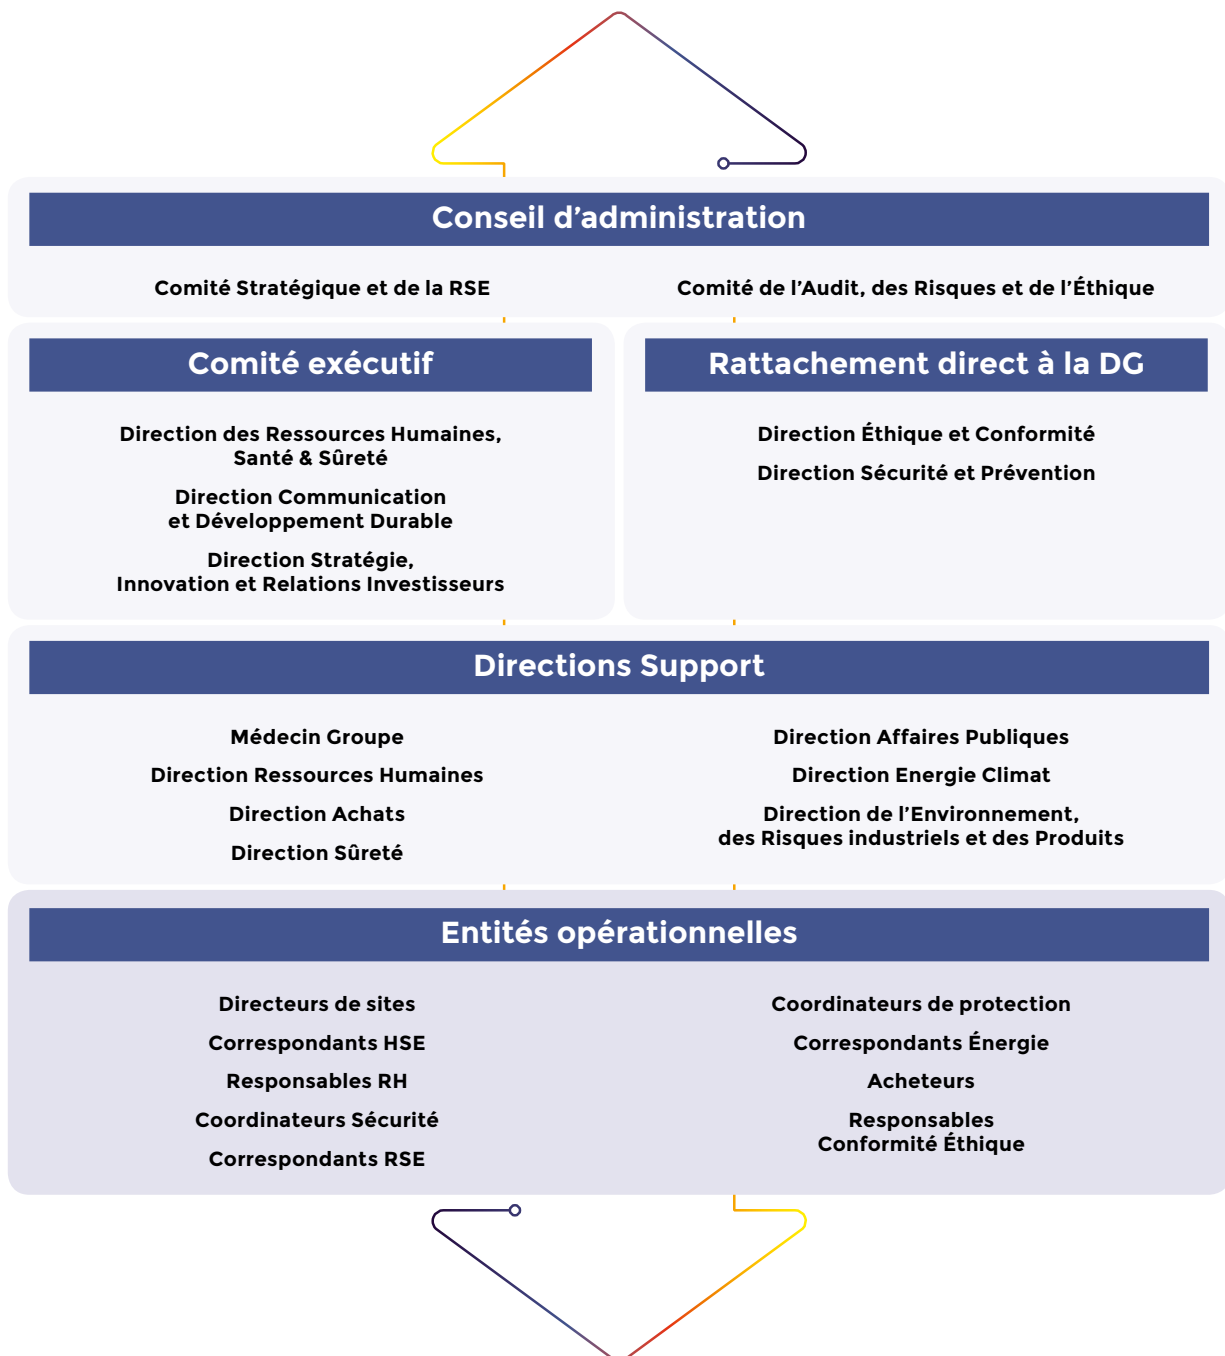 Conseil d’administration
Comité Stratégique et de la RSE
Comité de l’Audit, des Risques et de l’Éthique
Comité exécutif
Direction des Ressources Humaines,
Santé & Sûreté
Direction Communication
et Développement Durable
Direction Stratégie,
Innovation et Relations Investisseurs
Rattachement direct à la DG
Direction Éthique et Conformité
Direction Sécurité et Prévention
Directions Support
Médecin Groupe
Direction Ressources Humaines
Direction Achats
Direction Sûreté
Direction Affaires Publiques
Direction Energie Climat
Direction de l’Environnement,
des Risques industriels et des Produits
Entités opérationnelles
Directeurs de sites
Correspondants HSE
Responsables RH
Coordinateurs Sécurité
Correspondants RSE
Coordinateurs de protection
Correspondants Énergie
Acheteurs
Responsables
Conformité Éthique